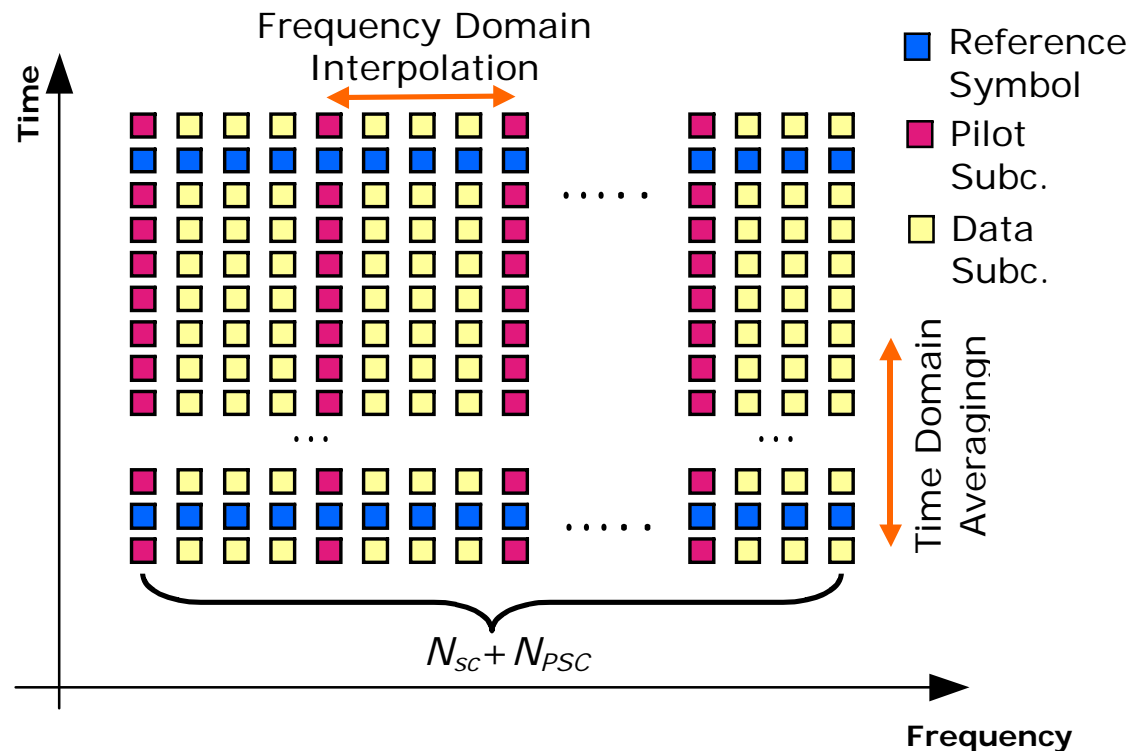 Frequency Domain
Interpolation
Time
Reference
Symbol
Pilot
Subc.
Data
Subc.
Time Domain
Averagingn
N_SC + N_PSC
Frequency